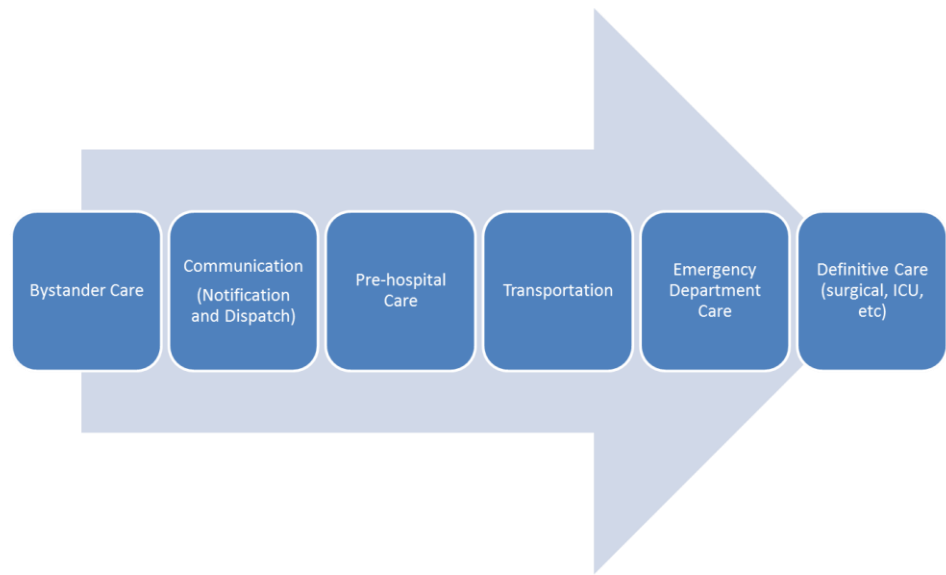 Bystander Care
Communication
(Notification
and Dispatch)
Pre-hospital
Care
Transportation
Emergency
Department
Care
Definitive Care
(surgical, ICU,
etc)